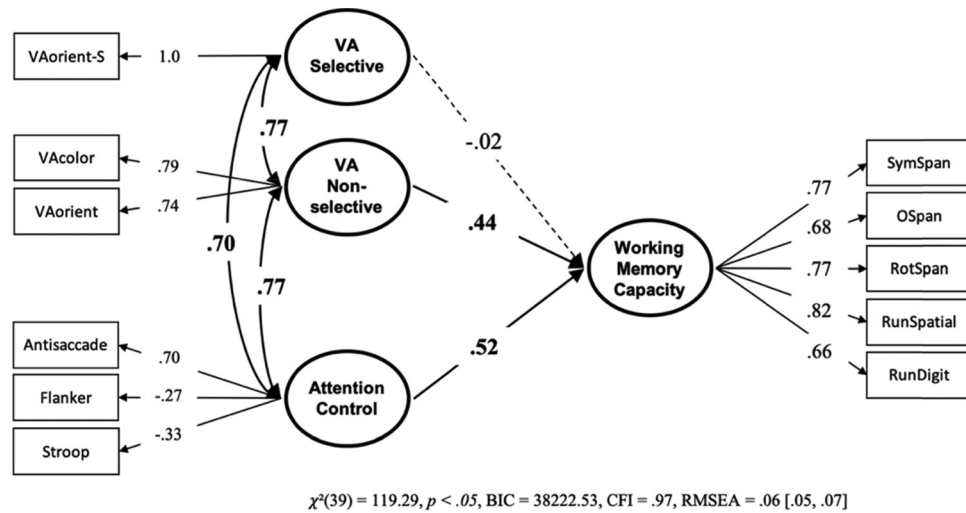 VAorient-S
1.0
VA
Selective
.77
-.02
VAcolor
.79
VAorient
.74
VA
Non-
selective
.44
.70
.77
Working
Memory
Capacity
.77
SymSpan
.68
OSpan
.77
RotSpan
.82
RunSpatial
.66
RunDigit
.52
Antisaccade
.70
Flanker
-.27
Stroop
-.33
Attention
Control
χ²(39) = 119.29, p < .05, BIC = 38222.53, CFI = .97, RMSEA = .06 [.05, .07]